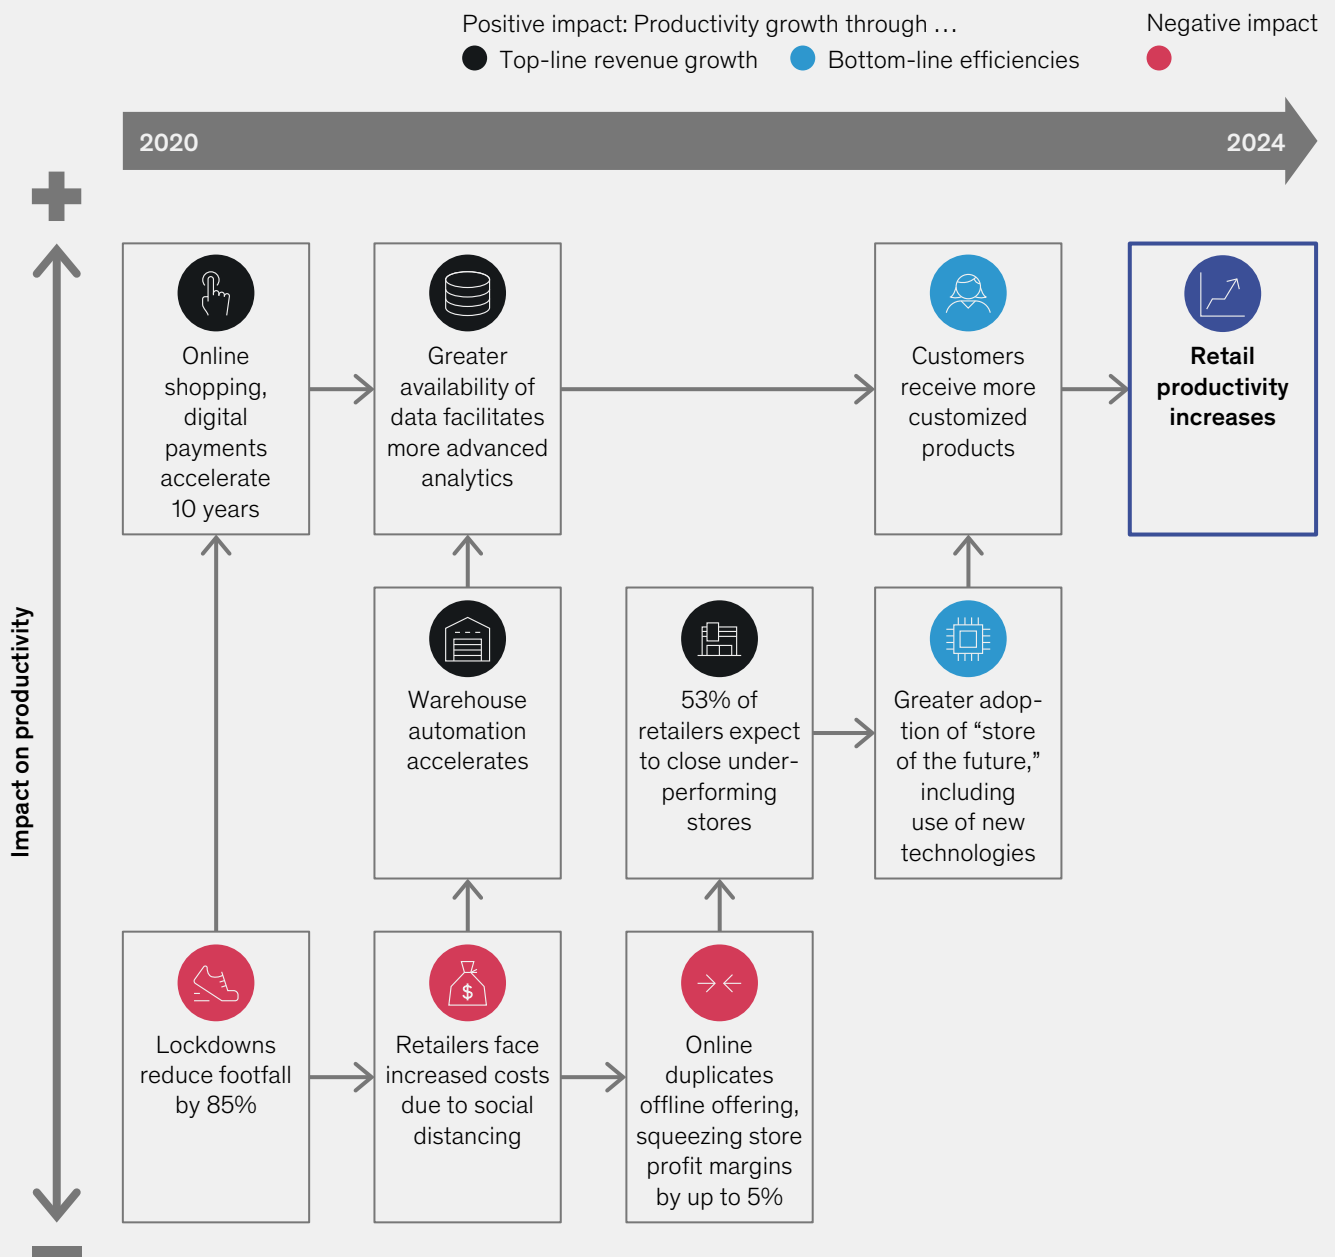 Positive impact: Productivity growth through …
Negative impact
Top-line revenue growth
Bottom-line efficiencies
2020
2024
Impact on productivity
Online
shopping,
digital
payments
accelerate
10 years
Greater
availability of
data facilitates
more advanced
analytics
Customers
receive more
customized
products
Retail
productivity
increases
Warehouse
automation
accelerates
53% of
retailers expect
to close under-
performing
stores
Greater adop-
tion of “store
of the future,”
including
use of new
technologies
Lockdowns
reduce footfall
by 85%
$
Retailers face
increased costs
due to social
distancing
Online
duplicates
offline offering,
squeezing store
profit margins
by up to 5%